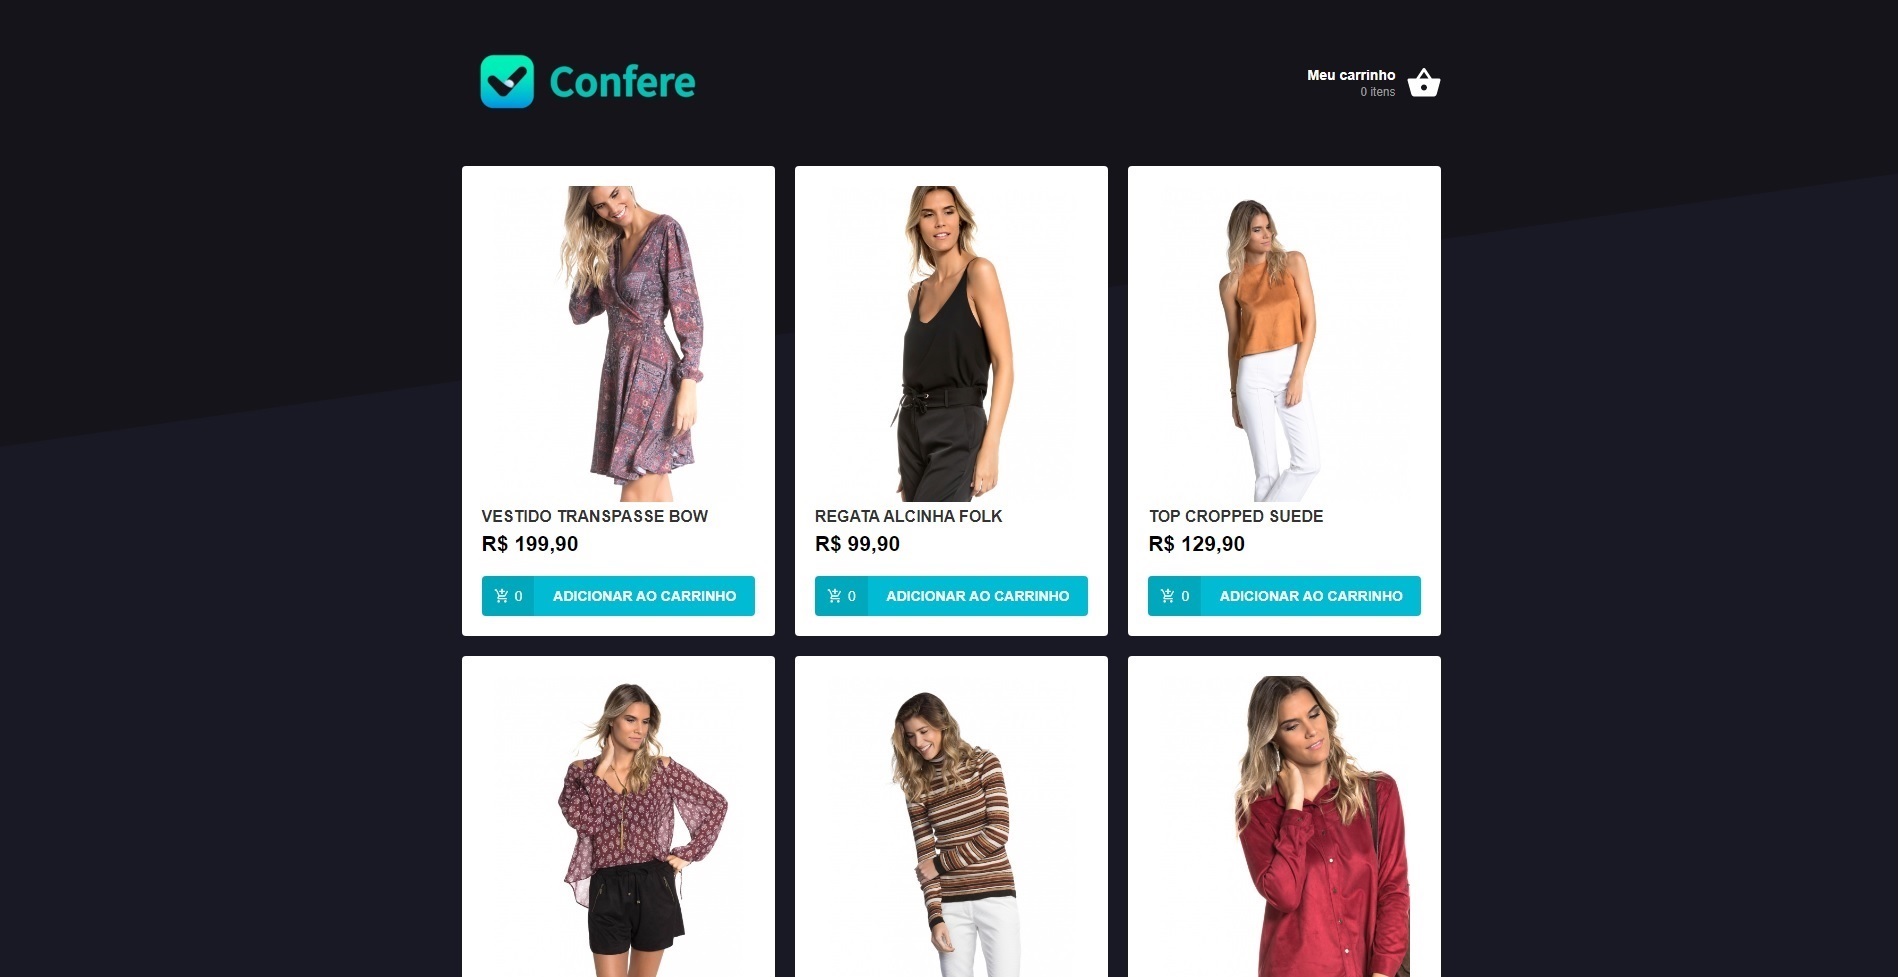 Confere
Meu carrinho
0 itens
VESTIDO TRANSPASSE BOW
R$ 199,90
0 ADICIONAR AO CARRINHO
REGATA ALCINHA FOLK
R$ 99,90
0 ADICIONAR AO CARRINHO
TOP CROPPED SUEDE
R$ 129,90
0 ADICIONAR AO CARRINHO